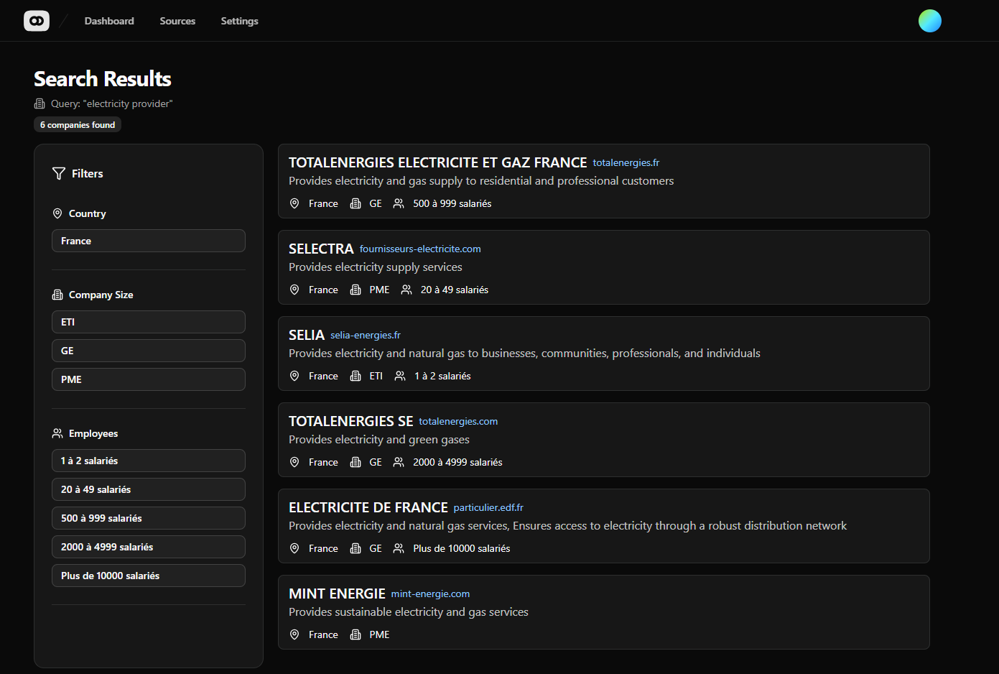 Dashboard Sources Settings
Search Results
Query: "electricity provider"
6 companies found
Filters
Country
France
Company Size
ETI
GE
PME
Employees
1 à 2 salariés
20 à 49 salariés
500 à 999 salariés
2000 à 4999 salariés
Plus de 10000 salariés
TOTALENERGIES ELECTRICITE ET GAZ FRANCE totalenergies.fr
Provides electricity and gas supply to residential and professional customers
France GE 500 à 999 salariés
SELECTRA fournisseurs-electricite.com
Provides electricity supply services
France PME 20 à 49 salariés
SELIA selia-energies.fr
Provides electricity and natural gas to businesses, communities, professionals, and individuals
France ETI 1 à 2 salariés
TOTALENERGIES SE totalenergies.com
Provides electricity and green gases
France GE 2000 à 4999 salariés
ELECTRICITE DE FRANCE particulier.edf.fr
Provides electricity and natural gas services, Ensures access to electricity through a robust distribution network
France GE Plus de 10000 salariés
MINT ENERGIE mint-energie.com
Provides sustainable electricity and gas services
France PME